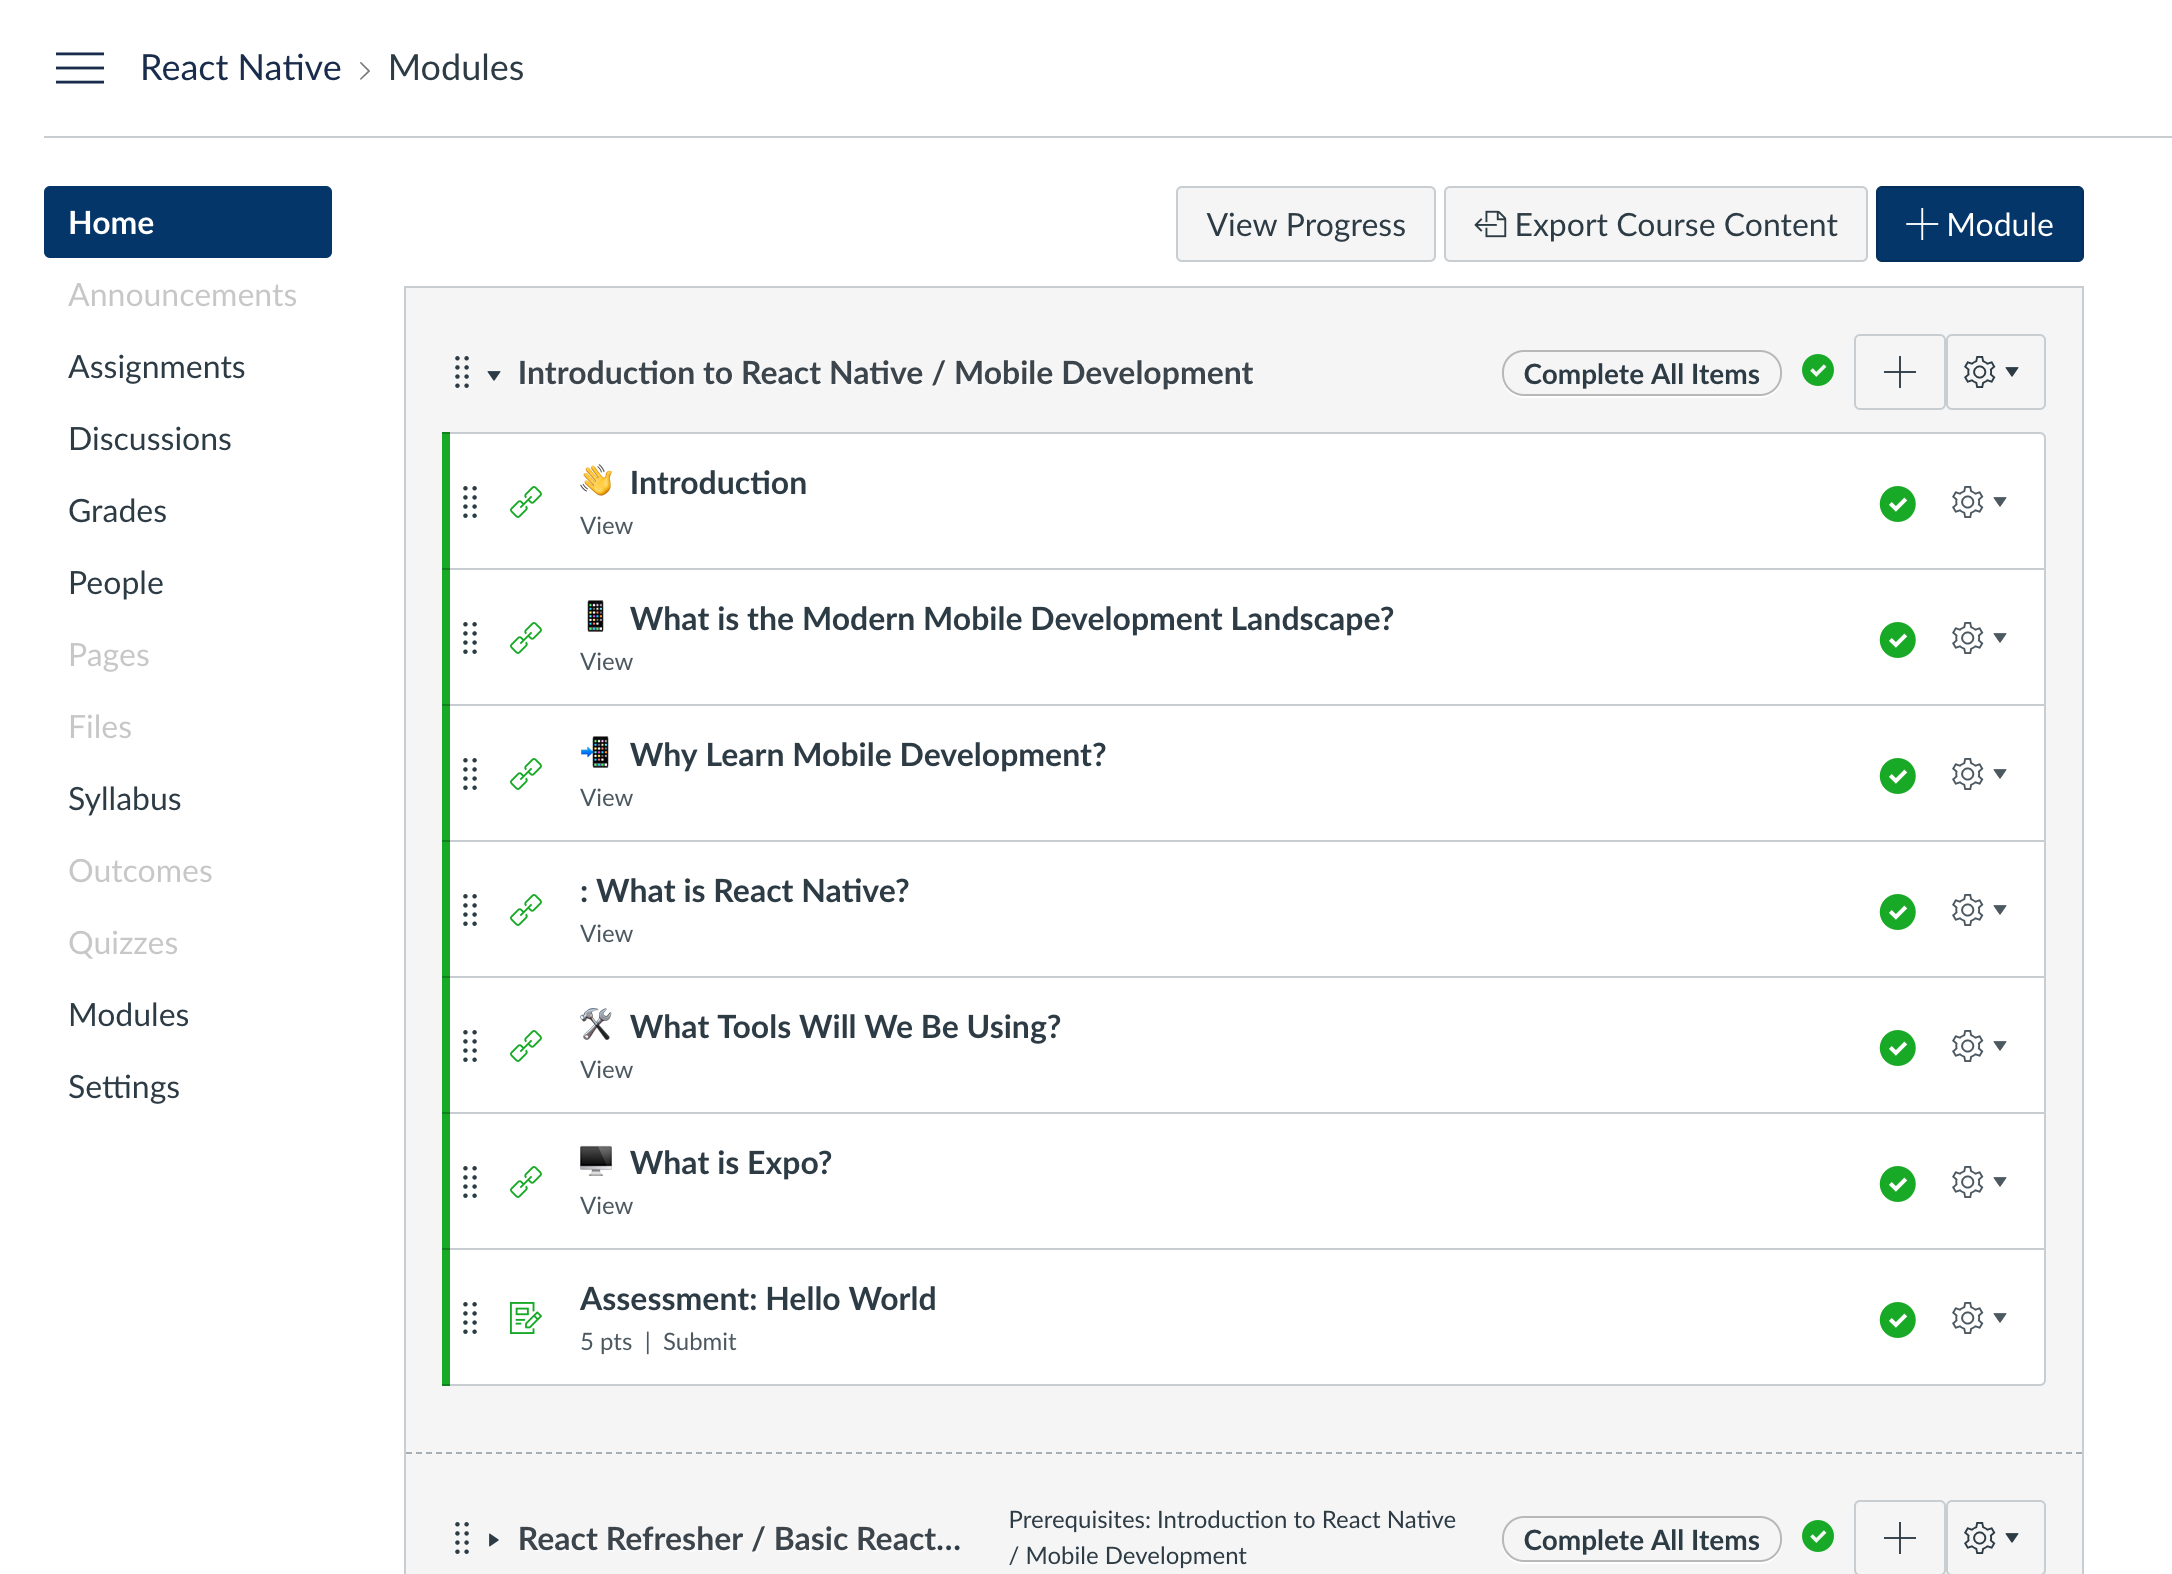 React Native > Modules
Home
Announcements
Assignments
Discussions
Grades
People
Pages
Files
Syllabus
Outcomes
Quizzes
Modules
Settings
View Progress
Export Course Content
+ Module
Introduction to React Native / Mobile Development
Complete All Items
👋 Introduction
View
📱 What is the Modern Mobile Development Landscape?
View
📲 Why Learn Mobile Development?
View
: What is React Native?
View
🛠 What Tools Will We Be Using?
View
🖥 What is Expo?
View
Assessment: Hello World
5 pts | Submit
React Refresher / Basic React...
Prerequisites: Introduction to React Native
/ Mobile Development
Complete All Items